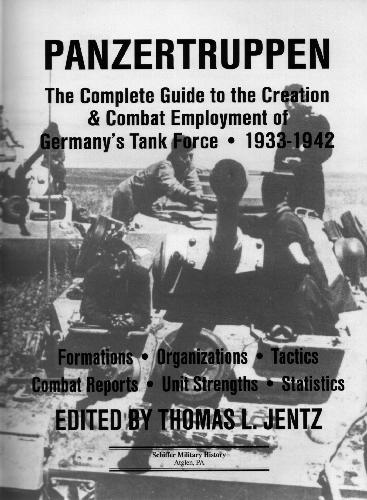 PANZERTRUPPEN
The Complete Guide to the Creation
& Combat Employment of
Germany's Tank Force • 1933-1942
Formations • Organizations • Tactics
Combat Reports • Unit Strengths • Statistics
EDITED BY THOMAS L. JENTZ
Schiffer Military History
Atglen, PA